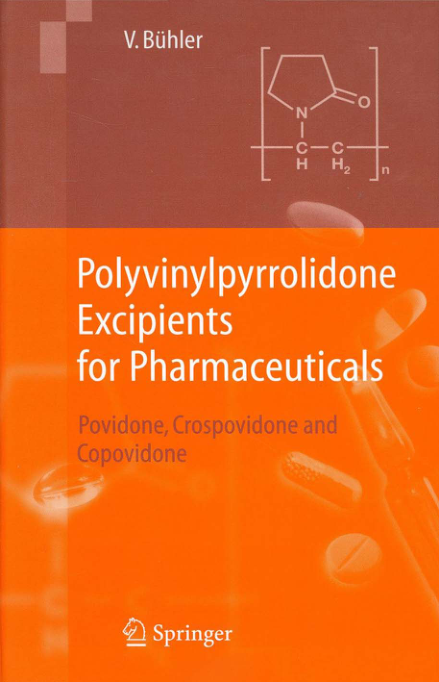 V. Bühler
N
O
C
C
H
H2
n
Polyvinylpyrrolidone
Excipients
for Pharmaceuticals
Povidone, Crospovidone and
Copovidone
Springer